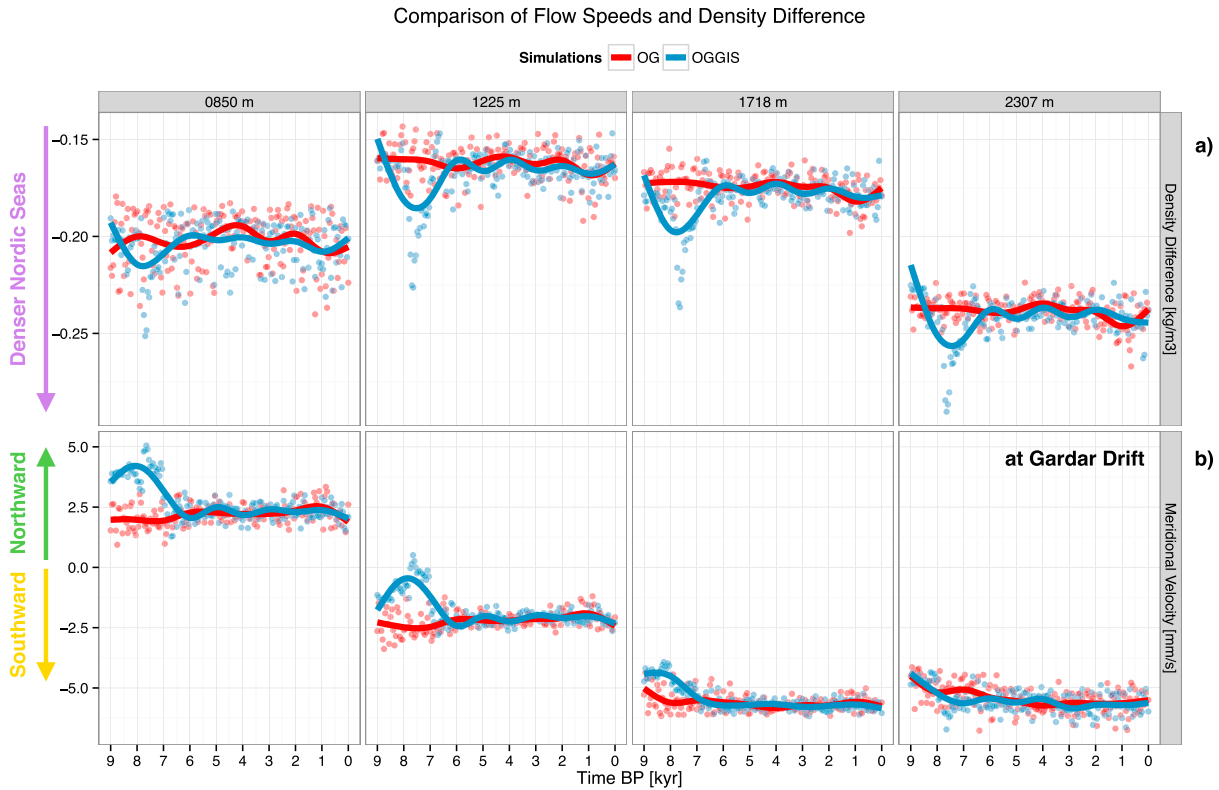 Comparison of Flow Speeds and Density Difference
Simulations OG OGGIS
0850 m 1225 m 1718 m 2307 m
a)
Denser Nordic Seas
−0.15
−0.20
−0.25
Density Difference [kg/m3]
b)
at Gardar Drift
Northward
Southward
5.0
2.5
0.0
−2.5
−5.0
Meridional Velocity [mm/s]
9 8 7 6 5 4 3 2 1 0 9 8 7 6 5 4 3 2 1 0 9 8 7 6 5 4 3 2 1 0 9 8 7 6 5 4 3 2 1 0
Time BP [kyr]